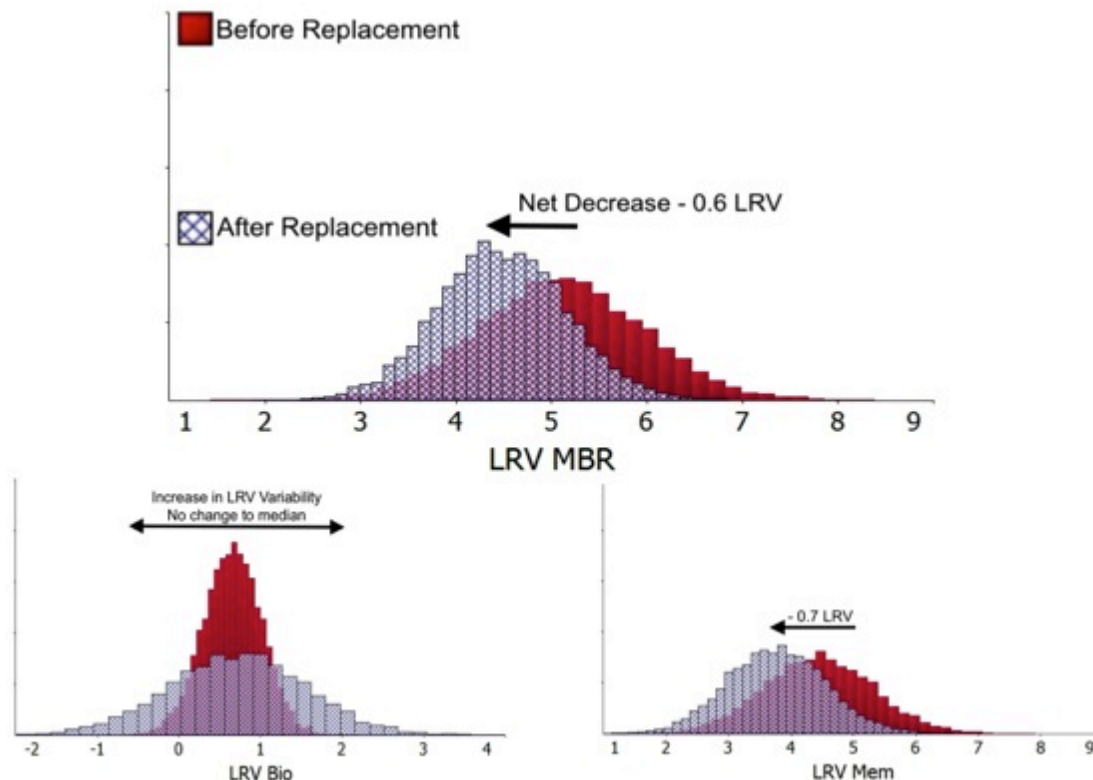 Before Replacement
Net Decrease - 0.6 LRV
After Replacement
1 2 3 4 5 6 7 8 9
LRV MBR
Increase in LRV Variability
No change to median
- 0.7 LRV
-2 -1 0 1 2 3 4
LRV Bio
1 2 3 4 5 6 7 8 9
LRV Mem